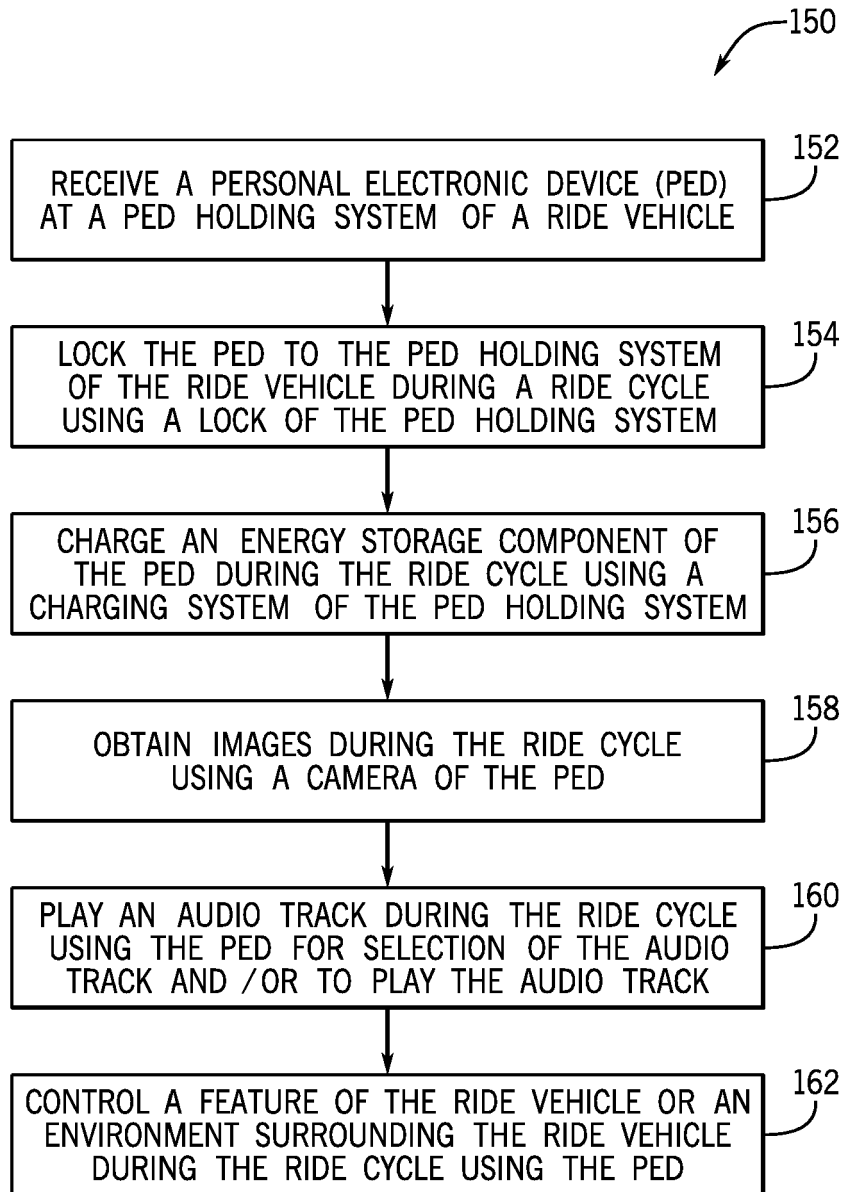 150
152
RECEIVE A PERSONAL ELECTRONIC DEVICE (PED)
AT A PED HOLDING SYSTEM OF A RIDE VEHICLE
154
LOCK THE PED TO THE PED HOLDING SYSTEM
OF THE RIDE VEHICLE DURING A RIDE CYCLE
USING A LOCK OF THE PED HOLDING SYSTEM
156
CHARGE AN ENERGY STORAGE COMPONENT OF
THE PED DURING THE RIDE CYCLE USING A
CHARGING SYSTEM OF THE PED HOLDING SYSTEM
158
OBTAIN IMAGES DURING THE RIDE CYCLE
USING A CAMERA OF THE PED
160
PLAY AN AUDIO TRACK DURING THE RIDE CYCLE
USING THE PED FOR SELECTION OF THE AUDIO
TRACK AND /OR TO PLAY THE AUDIO TRACK
162
CONTROL A FEATURE OF THE RIDE VEHICLE OR AN
ENVIRONMENT SURROUNDING THE RIDE VEHICLE
DURING THE RIDE CYCLE USING THE PED